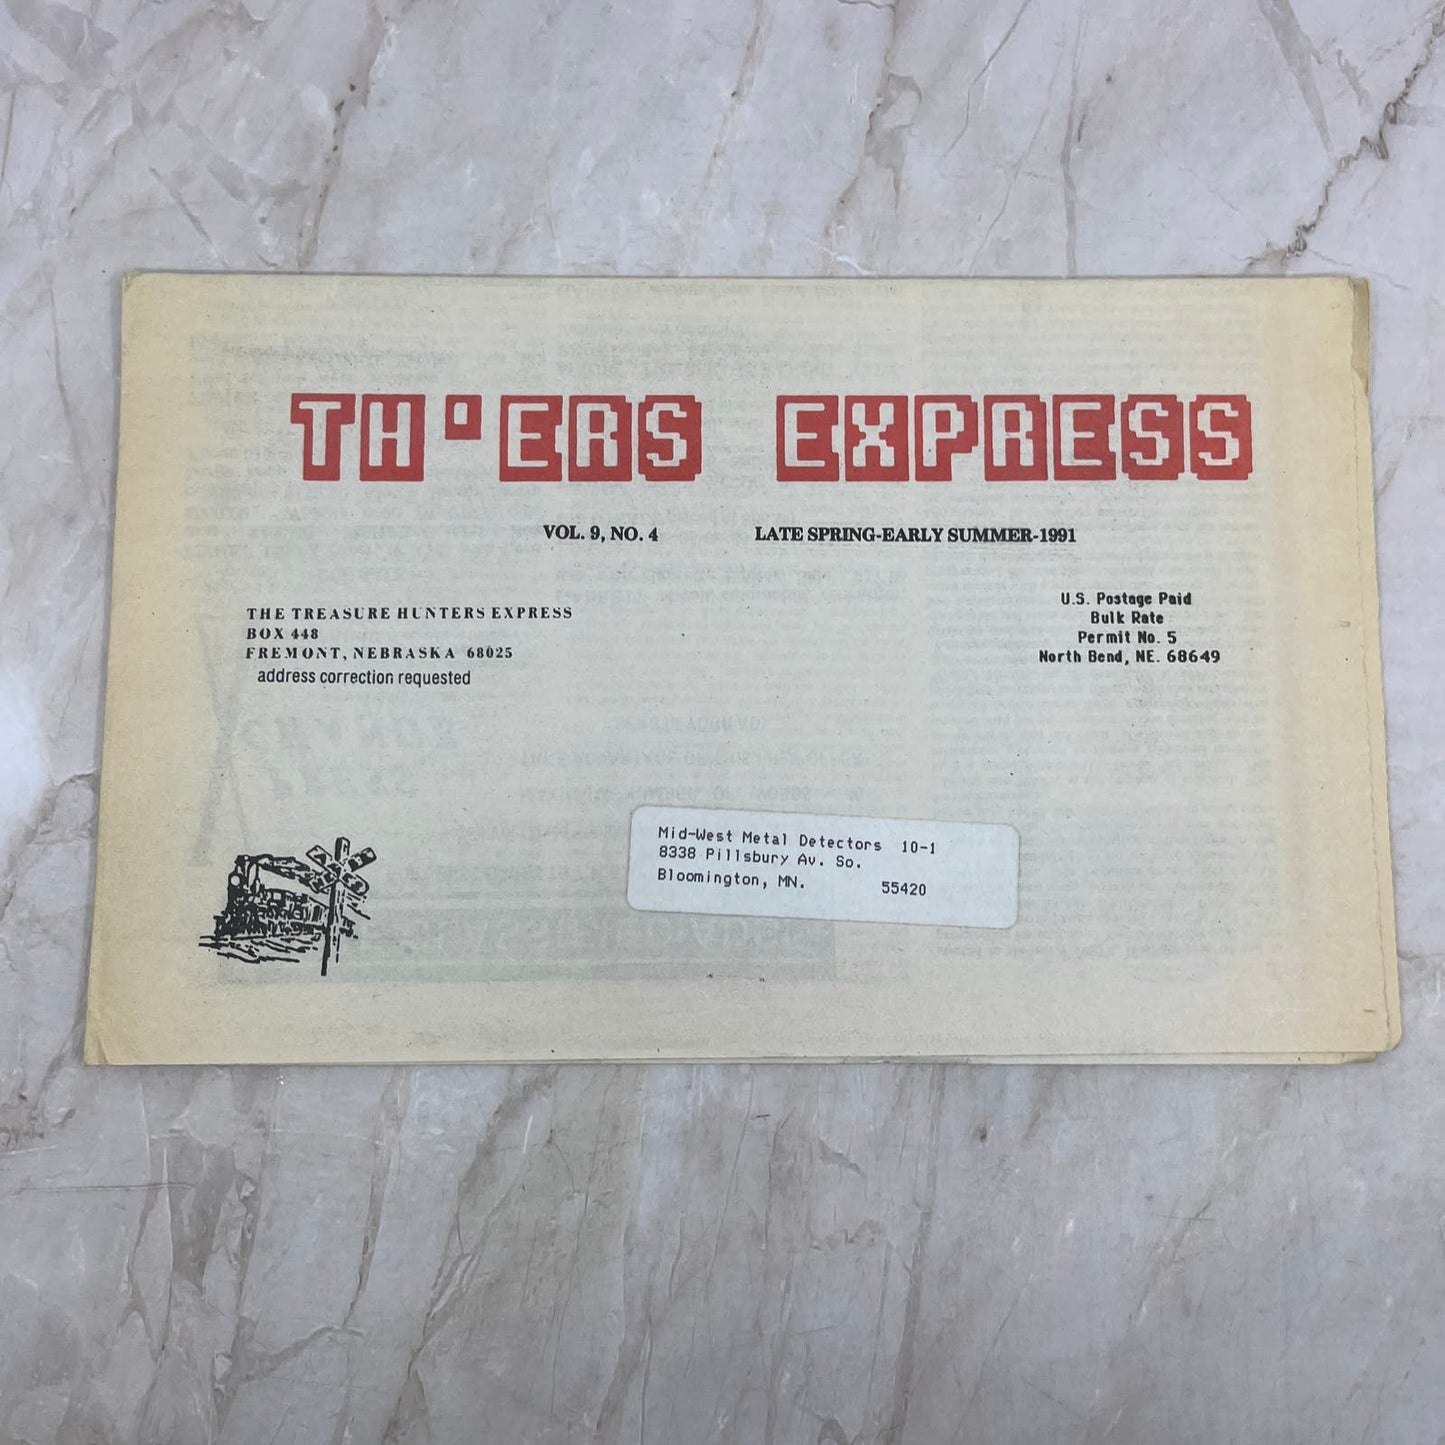 TH'ERS EXPRESS
VOL. 9, NO. 4 LATE SPRING-EARLY SUMMER-1991
THE TREASURE HUNTERS EXPRESS
BOX 448
FREMONT, NEBRASKA 68025
address correction requested
U.S. Postage Paid
Bulk Rate
Permit No. 5
North Bend, NE. 68649
Mid-West Metal Detectors 10-1
8338 Pillsbury Av. So.
Bloomington, MN. 55420